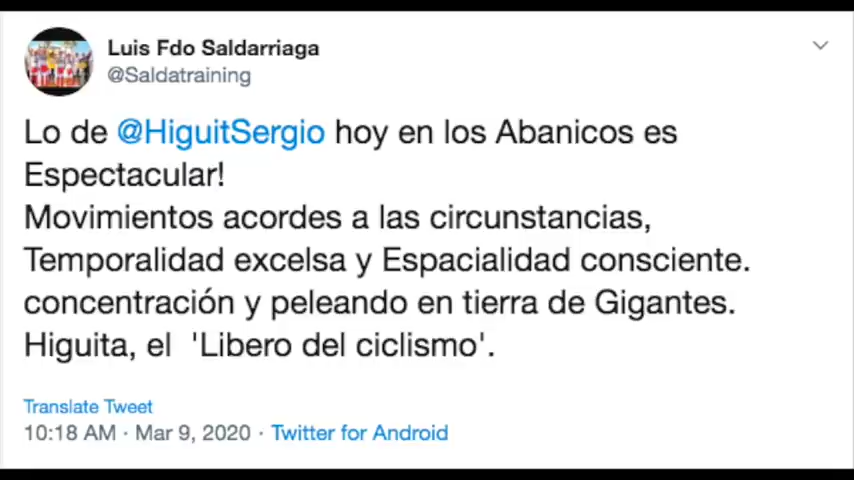 Luis Fdo Saldarriaga
@Saldatraining
Lo de @HiguitSergio hoy en los Abanicos es
Espectacular!
Movimientos acordes a las circunstancias,
Temporalidad excelsa y Espacialidad consciente.
concentración y peleando en tierra de Gigantes.
Higuita, el  'Libero del ciclismo'.
Translate Tweet
10:18 AM · Mar 9, 2020 · Twitter for Android